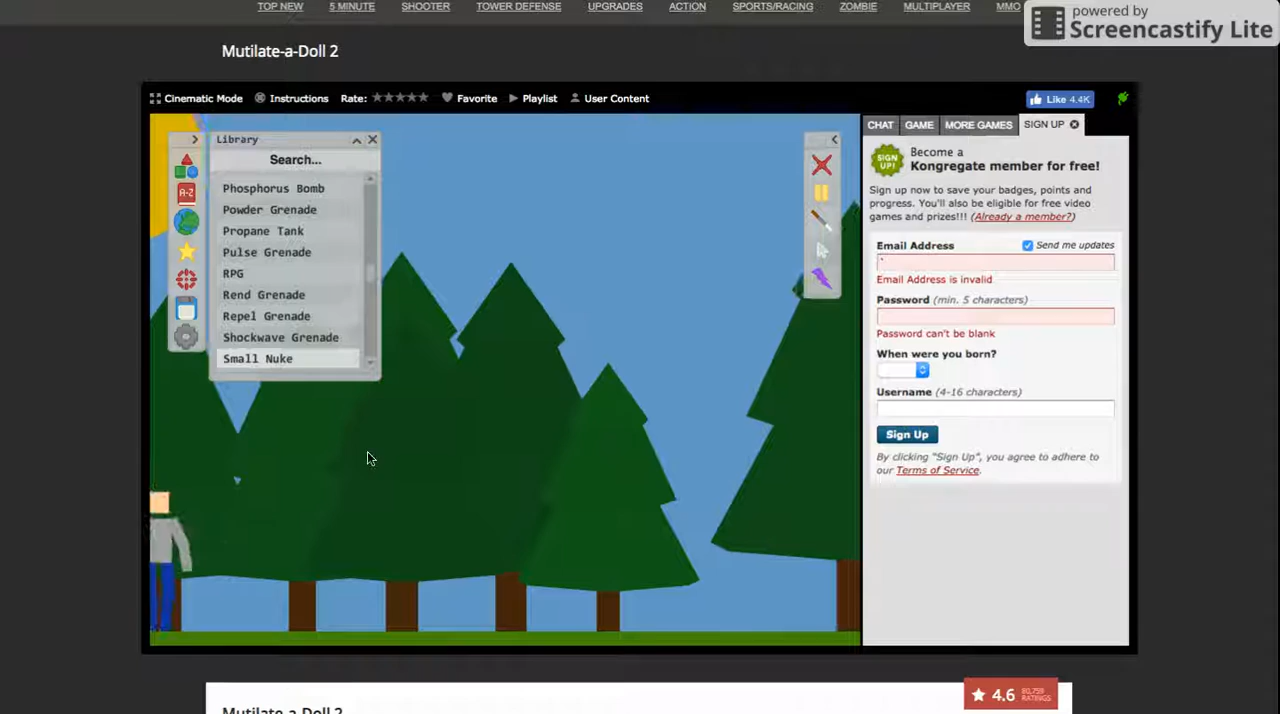 TOP NEW 5 MINUTE SHOOTER TOWER DEFENSE UPGRADES ACTION SPORTS/RACING ZOMBIE MULTIPLAYER MMO
powered by
Screencastify Lite
Mutilate-a-Doll 2
Cinematic Mode Instructions Rate: Favorite Playlist User Content
Like 4.4K
Library
Search...
A-Z
Phosphorus Bomb
Powder Grenade
Propane Tank
Pulse Grenade
RPG
Rend Grenade
Repel Grenade
Shockwave Grenade
Small Nuke
CHAT GAME MORE GAMES SIGN UP
SIGN UP!
Become a
Kongregate member for free!
Sign up now to save your badges, points and
progress. You'll also be eligible for free video
games and prizes!!! (Already a member?)
Email Address Send me updates
`
Email Address is invalid
Password (min. 5 characters)
Password can't be blank
When were you born?
Username (4-16 characters)
Sign Up
By clicking "Sign Up", you agree to adhere to
our Terms of Service.
4.6 80,759 RATINGS
Mutilate-a-Doll 2